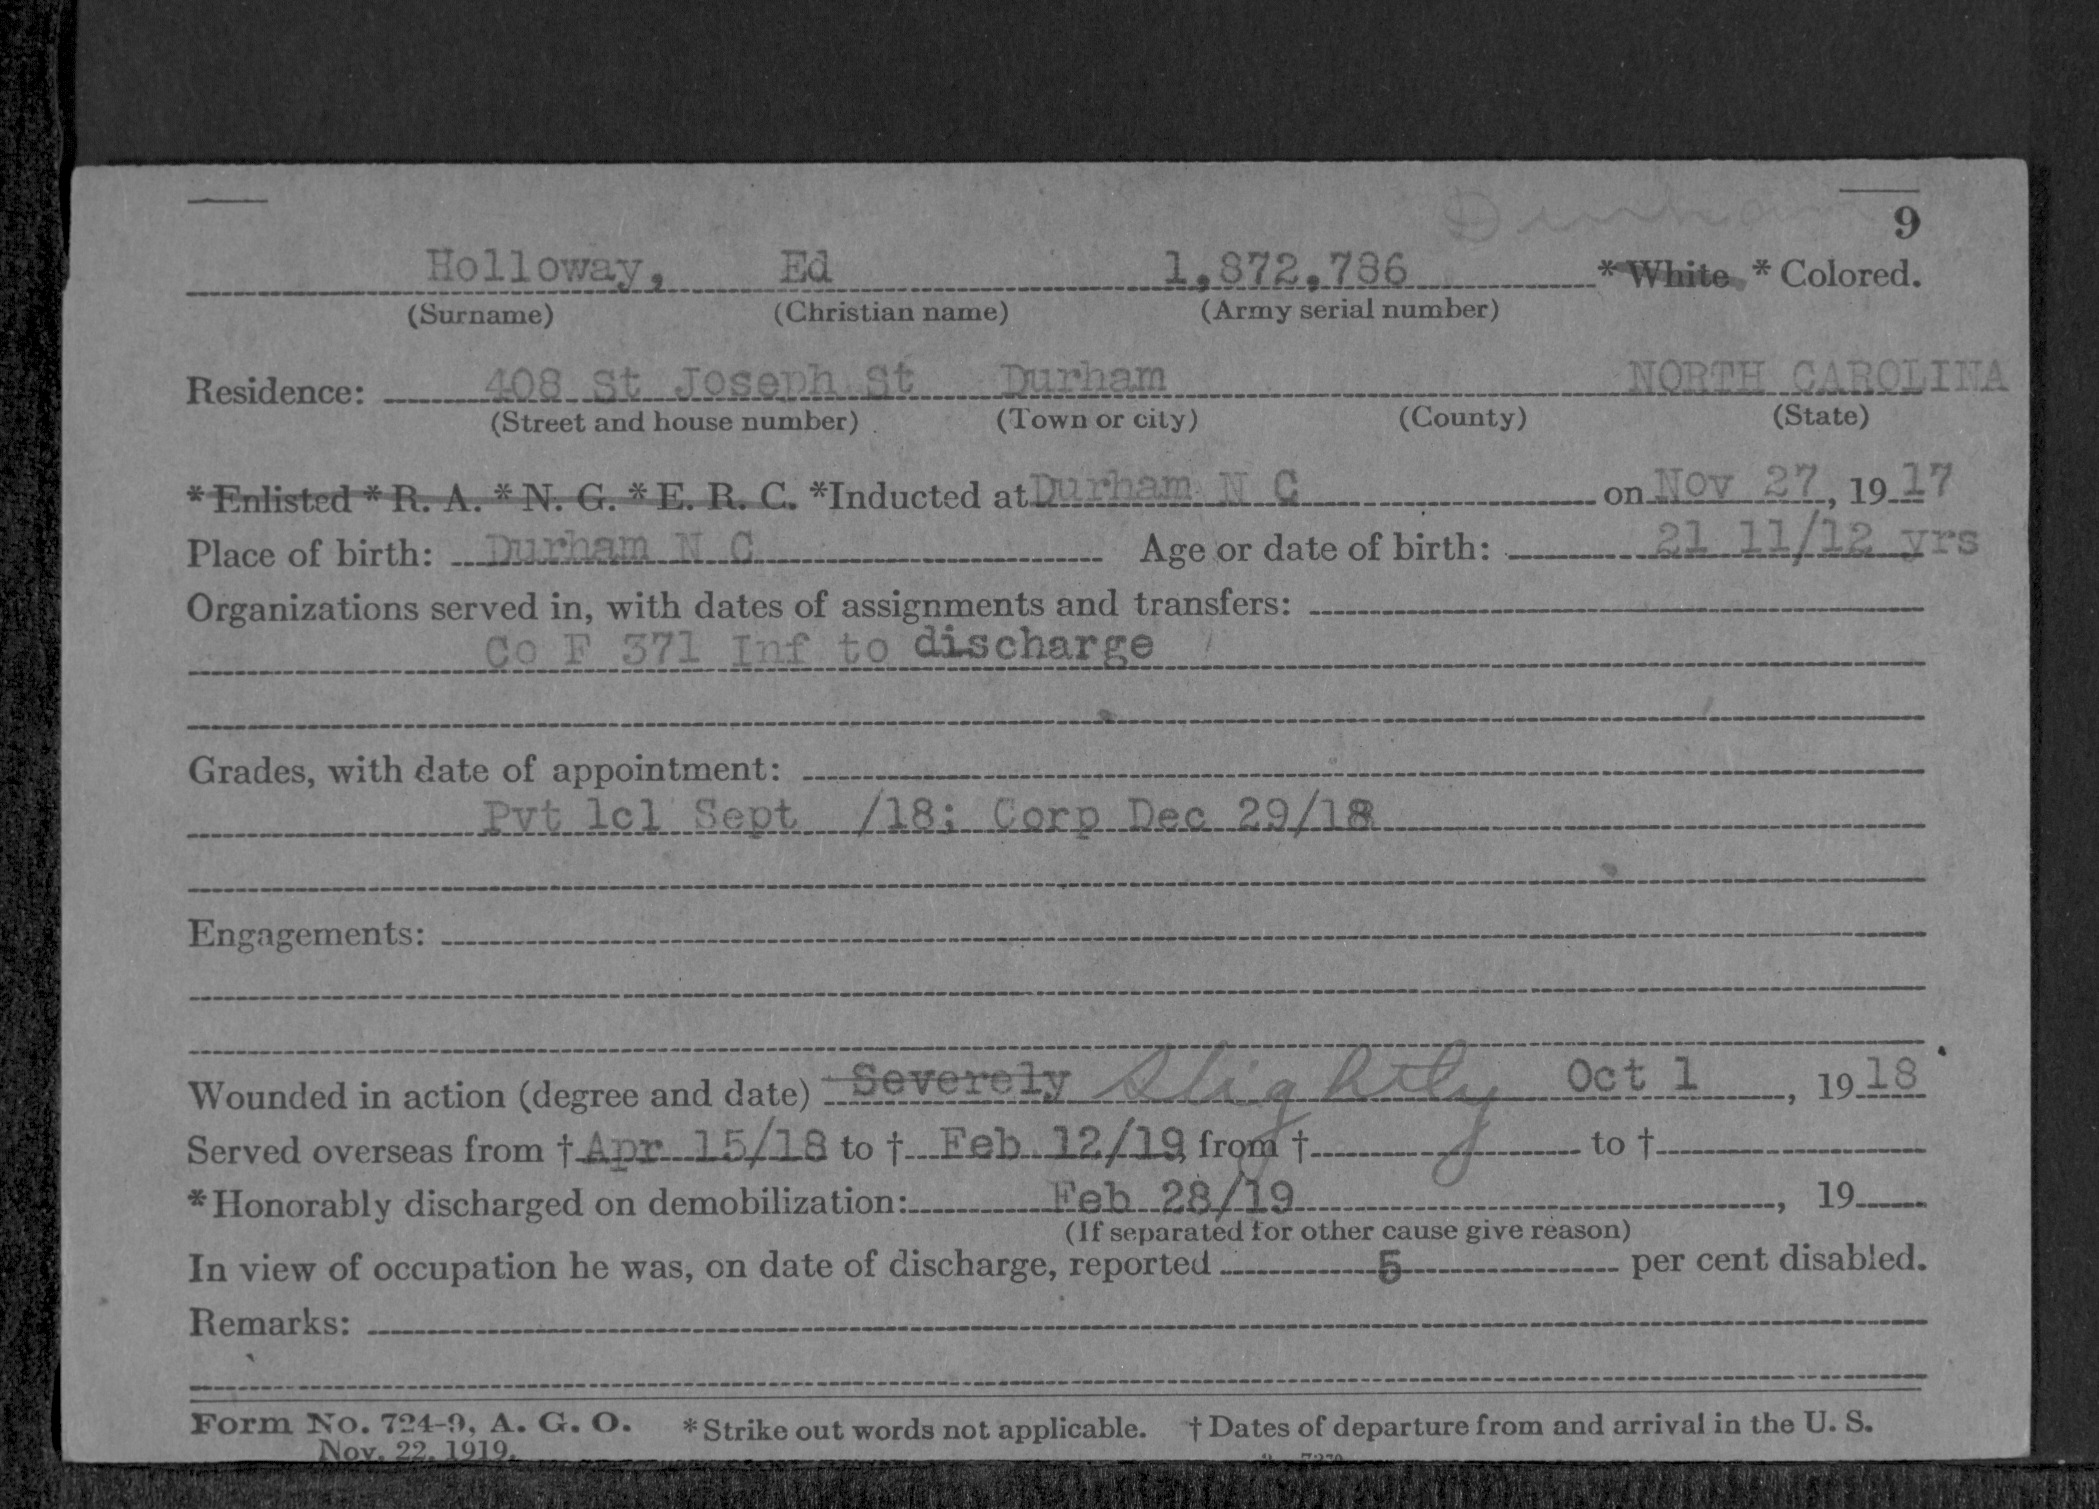 Durham
9
Holloway, Ed 1,872,786 * White * Colored.
(Surname) (Christian name) (Army serial number)
Residence: 408 St Joseph St Durham NORTH CAROLINA
(Street and house number) (Town or city) (County) (State)
* Enlisted * R. A. * N. G. * E. R. C. *Inducted at Durham N C on Nov 27, 1917
Place of birth: Durham N C Age or date of birth: 21 11/12 yrs
Organizations served in, with dates of assignments and transfers:
Co F 371 Inf to discharge
Grades, with date of appointment:
Pvt 1cl Sept /18; Corp Dec 29/18
Engagements:
Wounded in action (degree and date) Severely Slightly Oct 1, 1918
Served overseas from † Apr 15/18 to † Feb 12/19, from † to †
*Honorably discharged on demobilization: Feb 28/19, 19
(If separated for other cause give reason)
In view of occupation he was, on date of discharge, reported 5 per cent disabled.
Remarks:
Form No. 724-9, A. G. O. * Strike out words not applicable. † Dates of departure from and arrival in the U. S.
Nov. 22, 1919.